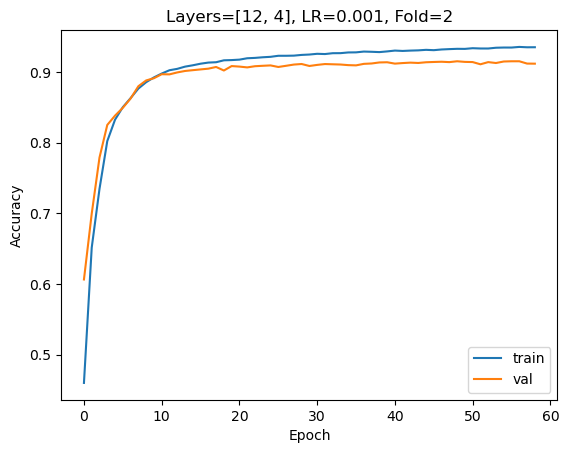 Layers=[12, 4], LR=0.001, Fold=2
Accuracy
0.9
0.8
0.7
0.6
0.5
0 10 20 30 40 50 60
Epoch
train
val